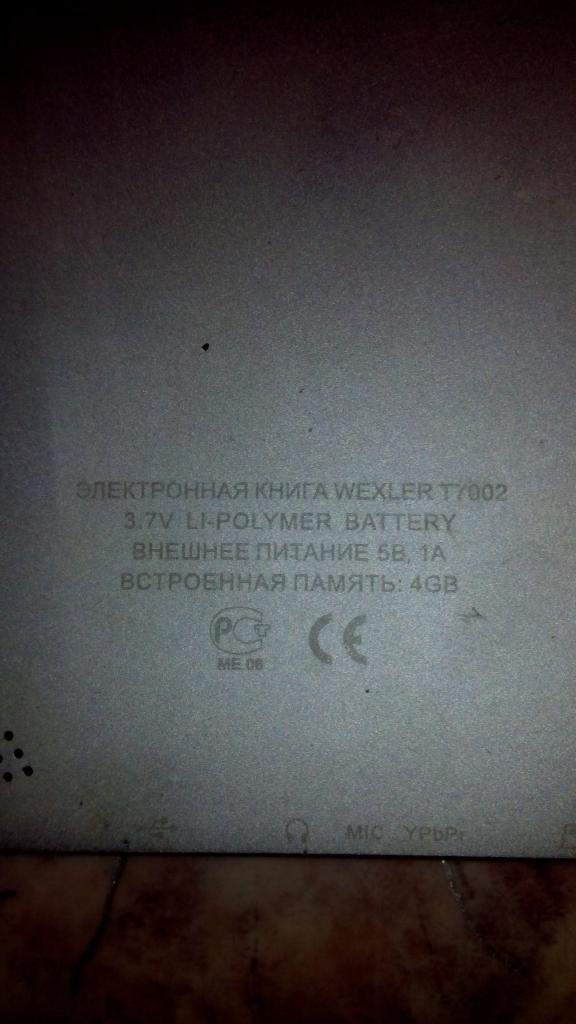 ЭЛЕКТРОННАЯ КНИГА WEXLER T7002
3.7V LI-POLYMER BATTERY
ВНЕШНЕЕ ПИТАНИЕ 5В, 1А
ВСТРОЕННАЯ ПАМЯТЬ: 4GB
РСТ CE
ME 06
MIC YPbPr